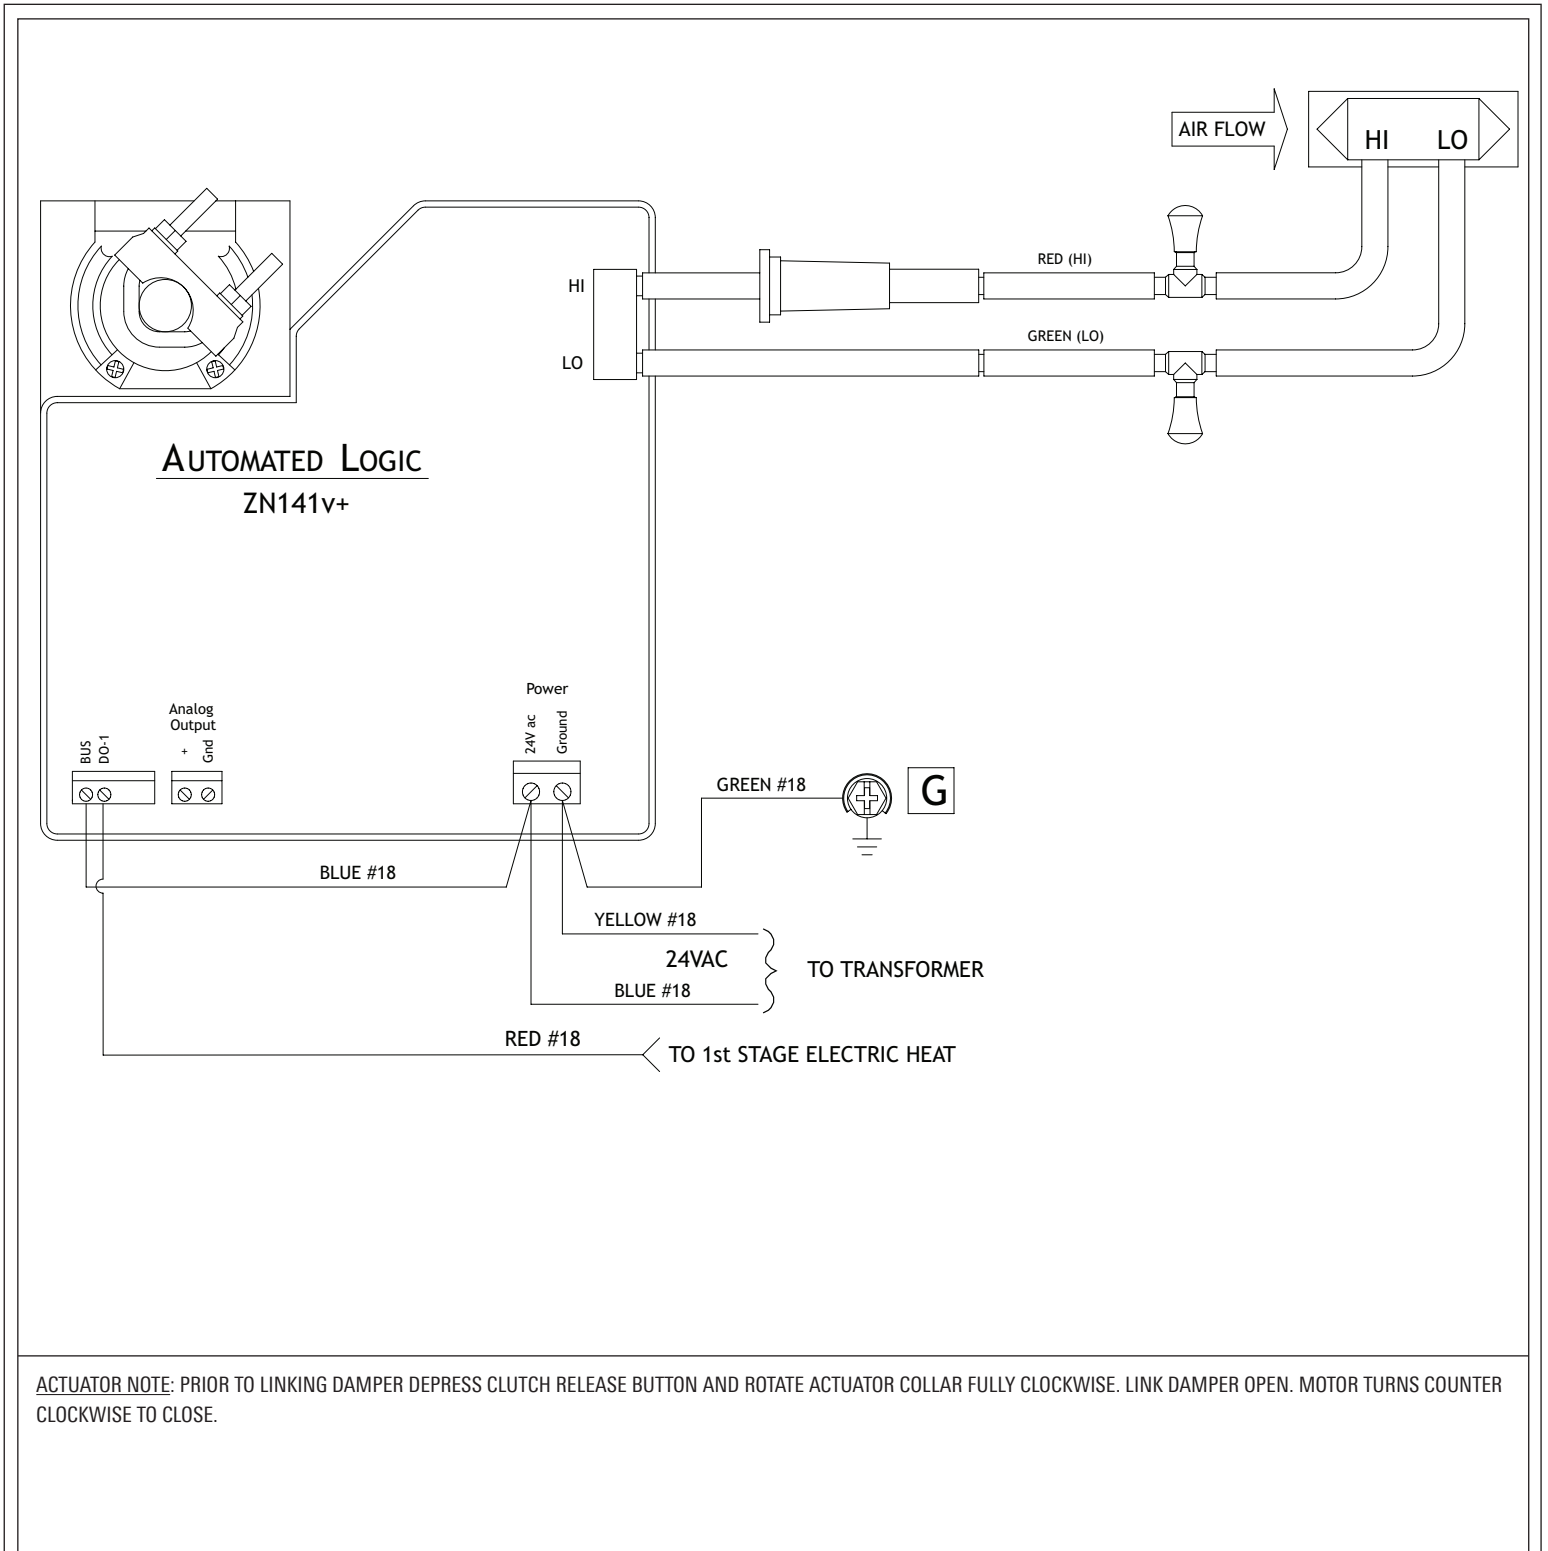 AIR FLOW
HI LO
RED (HI)
HI
GREEN (LO)
LO
AUTOMATED LOGIC
ZN141v+
Power
24V ac
Ground
Analog
Output
+
Gnd
BUS
DO-1
GREEN #18
G
BLUE #18
YELLOW #18
24VAC
TO TRANSFORMER
BLUE #18
RED #18
TO 1st STAGE ELECTRIC HEAT
ACTUATOR NOTE: PRIOR TO LINKING DAMPER DEPRESS CLUTCH RELEASE BUTTON AND ROTATE ACTUATOR COLLAR FULLY CLOCKWISE. LINK DAMPER OPEN. MOTOR TURNS COUNTER
CLOCKWISE TO CLOSE.